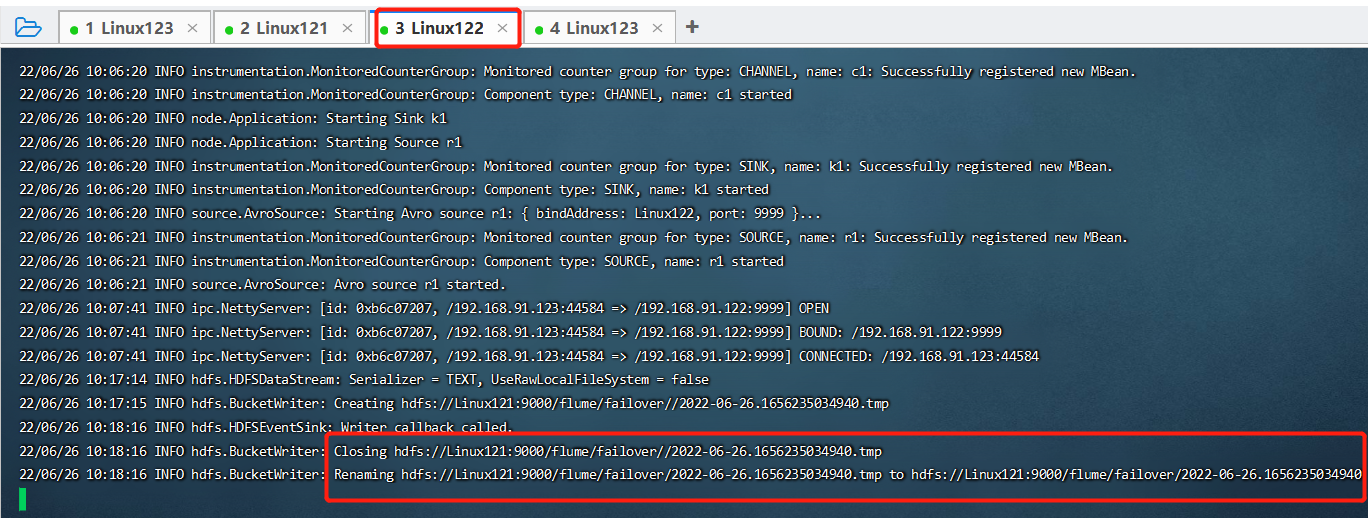 1 Linux123 × 2 Linux121 × 3 Linux122 × 4 Linux123 × +
22/06/26 10:06:20 INFO instrumentation.MonitoredCounterGroup: Monitored counter group for type: CHANNEL, name: c1: Successfully registered new MBean.
22/06/26 10:06:20 INFO instrumentation.MonitoredCounterGroup: Component type: CHANNEL, name: c1 started
22/06/26 10:06:20 INFO node.Application: Starting Sink k1
22/06/26 10:06:20 INFO node.Application: Starting Source r1
22/06/26 10:06:20 INFO instrumentation.MonitoredCounterGroup: Monitored counter group for type: SINK, name: k1: Successfully registered new MBean.
22/06/26 10:06:20 INFO instrumentation.MonitoredCounterGroup: Component type: SINK, name: k1 started
22/06/26 10:06:20 INFO source.AvroSource: Starting Avro source r1: { bindAddress: Linux122, port: 9999 }...
22/06/26 10:06:21 INFO instrumentation.MonitoredCounterGroup: Monitored counter group for type: SOURCE, name: r1: Successfully registered new MBean.
22/06/26 10:06:21 INFO instrumentation.MonitoredCounterGroup: Component type: SOURCE, name: r1 started
22/06/26 10:06:21 INFO source.AvroSource: Avro source r1 started.
22/06/26 10:07:41 INFO ipc.NettyServer: [id: 0xb6c07207, /192.168.91.123:44584 => /192.168.91.122:9999] OPEN
22/06/26 10:07:41 INFO ipc.NettyServer: [id: 0xb6c07207, /192.168.91.123:44584 => /192.168.91.122:9999] BOUND: /192.168.91.122:9999
22/06/26 10:07:41 INFO ipc.NettyServer: [id: 0xb6c07207, /192.168.91.123:44584 => /192.168.91.122:9999] CONNECTED: /192.168.91.123:44584
22/06/26 10:17:14 INFO hdfs.HDFSDataStream: Serializer = TEXT, UseRawLocalFileSystem = false
22/06/26 10:17:15 INFO hdfs.BucketWriter: Creating hdfs://Linux121:9000/flume/failover//2022-06-26.1656235034940.tmp
22/06/26 10:18:16 INFO hdfs.HDFSEventSink: Writer callback called.
22/06/26 10:18:16 INFO hdfs.BucketWriter: Closing hdfs://Linux121:9000/flume/failover//2022-06-26.1656235034940.tmp
22/06/26 10:18:16 INFO hdfs.BucketWriter: Renaming hdfs://Linux121:9000/flume/failover/2022-06-26.1656235034940.tmp to hdfs://Linux121:9000/flume/failover/2022-06-26.1656235034940